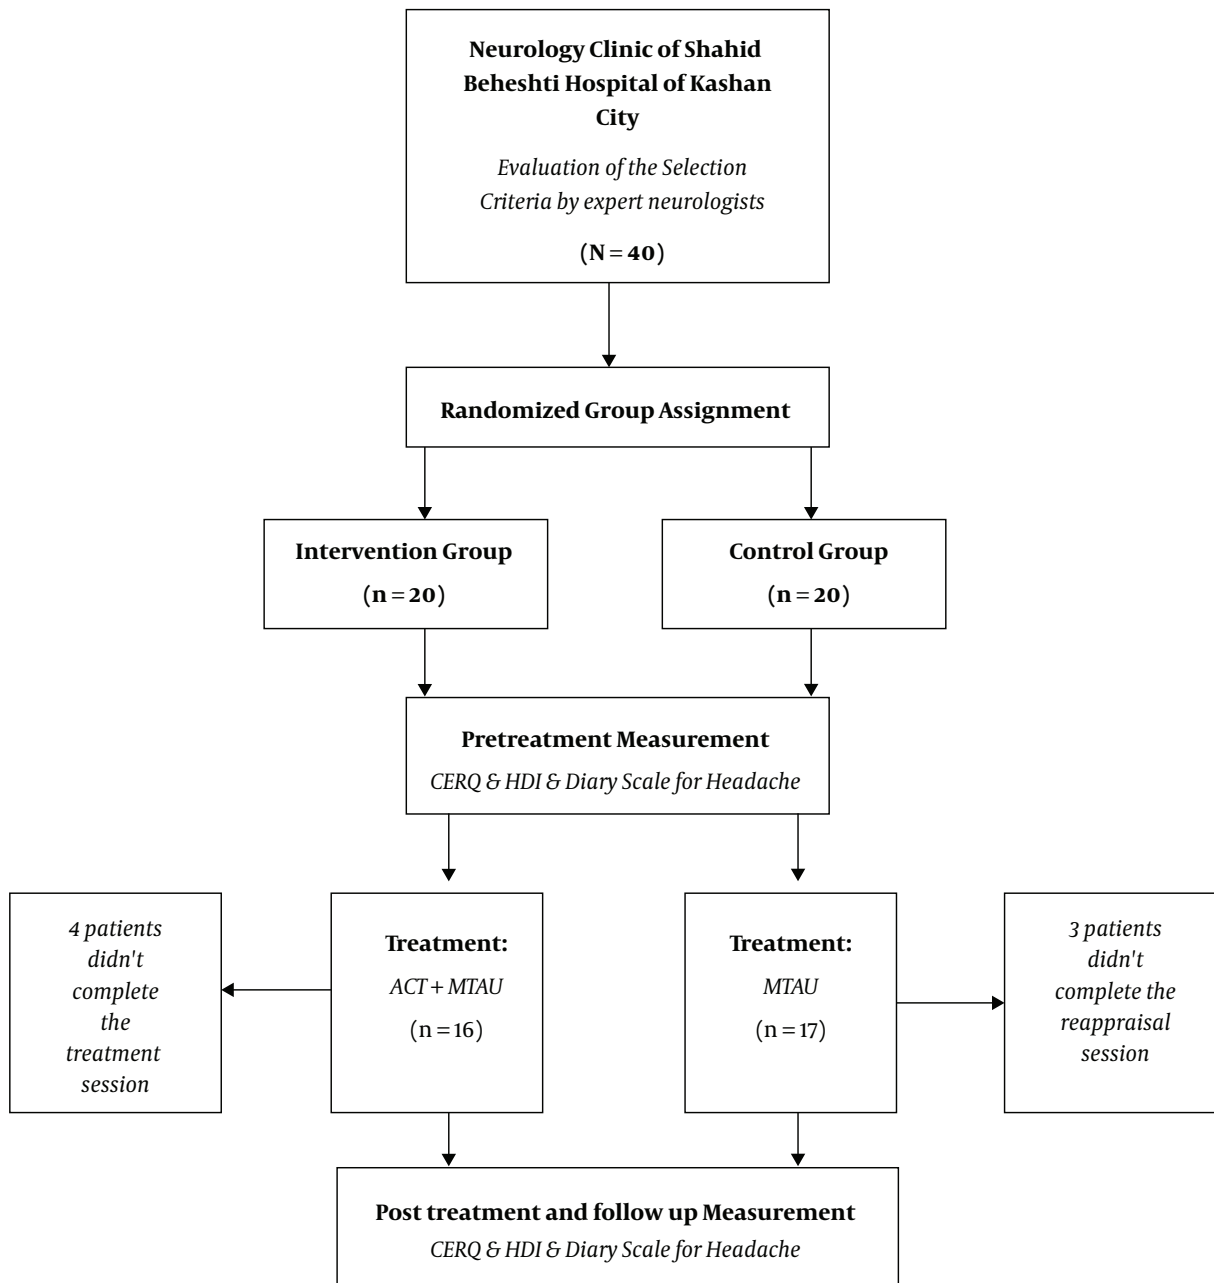 Neurology Clinic of Shahid
Beheshti Hospital of Kashan
City
Evaluation of the Selection
Criteria by expert neurologists
(N = 40)
Randomized Group Assignment
Intervention Group
(n = 20)
Control Group
(n = 20)
Pretreatment Measurement
CERQ & HDI & Diary Scale for Headache
4 patients
didn't
complete
the
treatment
session
Treatment:
ACT + MTAU
(n = 16)
Treatment:
MTAU
(n = 17)
3 patients
didn't
complete the
reappraisal
session
Post treatment and follow up Measurement
CERQ & HDI & Diary Scale for Headache